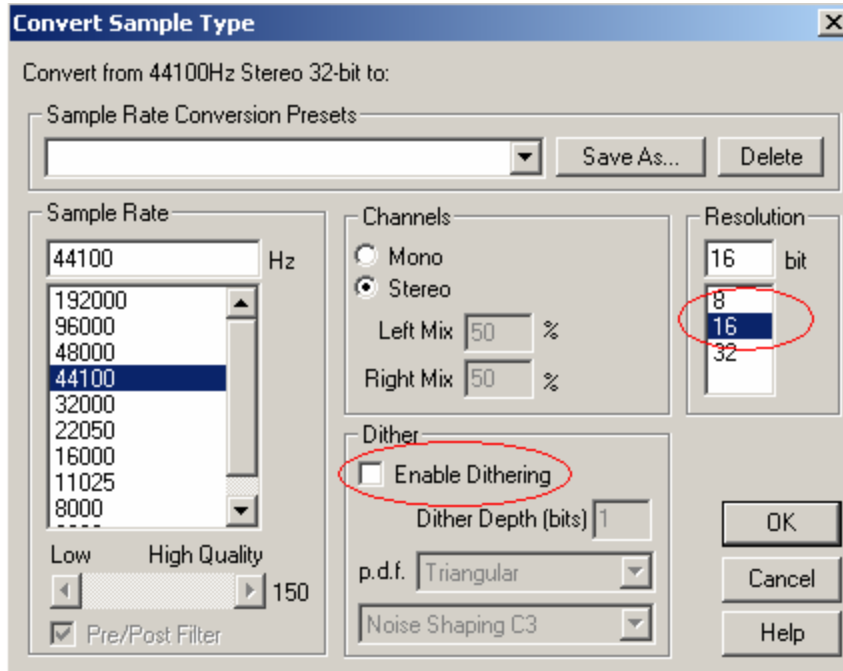 Convert Sample Type
Convert from 44100Hz Stereo 32-bit to:
Sample Rate Conversion Presets
Save As...
Delete
Sample Rate
44100 Hz
192000
96000
48000
44100
32000
22050
16000
11025
8000
Low High Quality
150
Pre/Post Filter
Channels
Mono
Stereo
Left Mix 50 %
Right Mix 50 %
Dither
Enable Dithering
Dither Depth (bits) 1
p.d.f. Triangular
Noise Shaping C3
Resolution
16 bit
8
16
32
OK
Cancel
Help